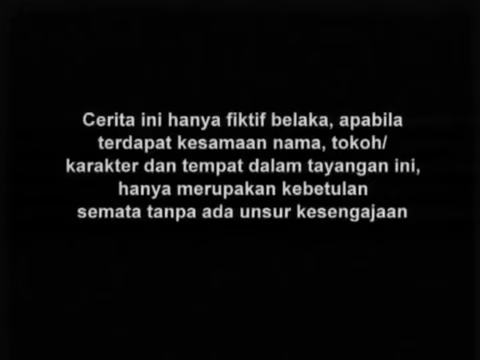 Cerita ini hanya fiktif belaka, apabila
terdapat kesamaan nama, tokoh/
karakter dan tempat dalam tayangan ini,
hanya merupakan kebetulan
semata tanpa ada unsur kesengajaan